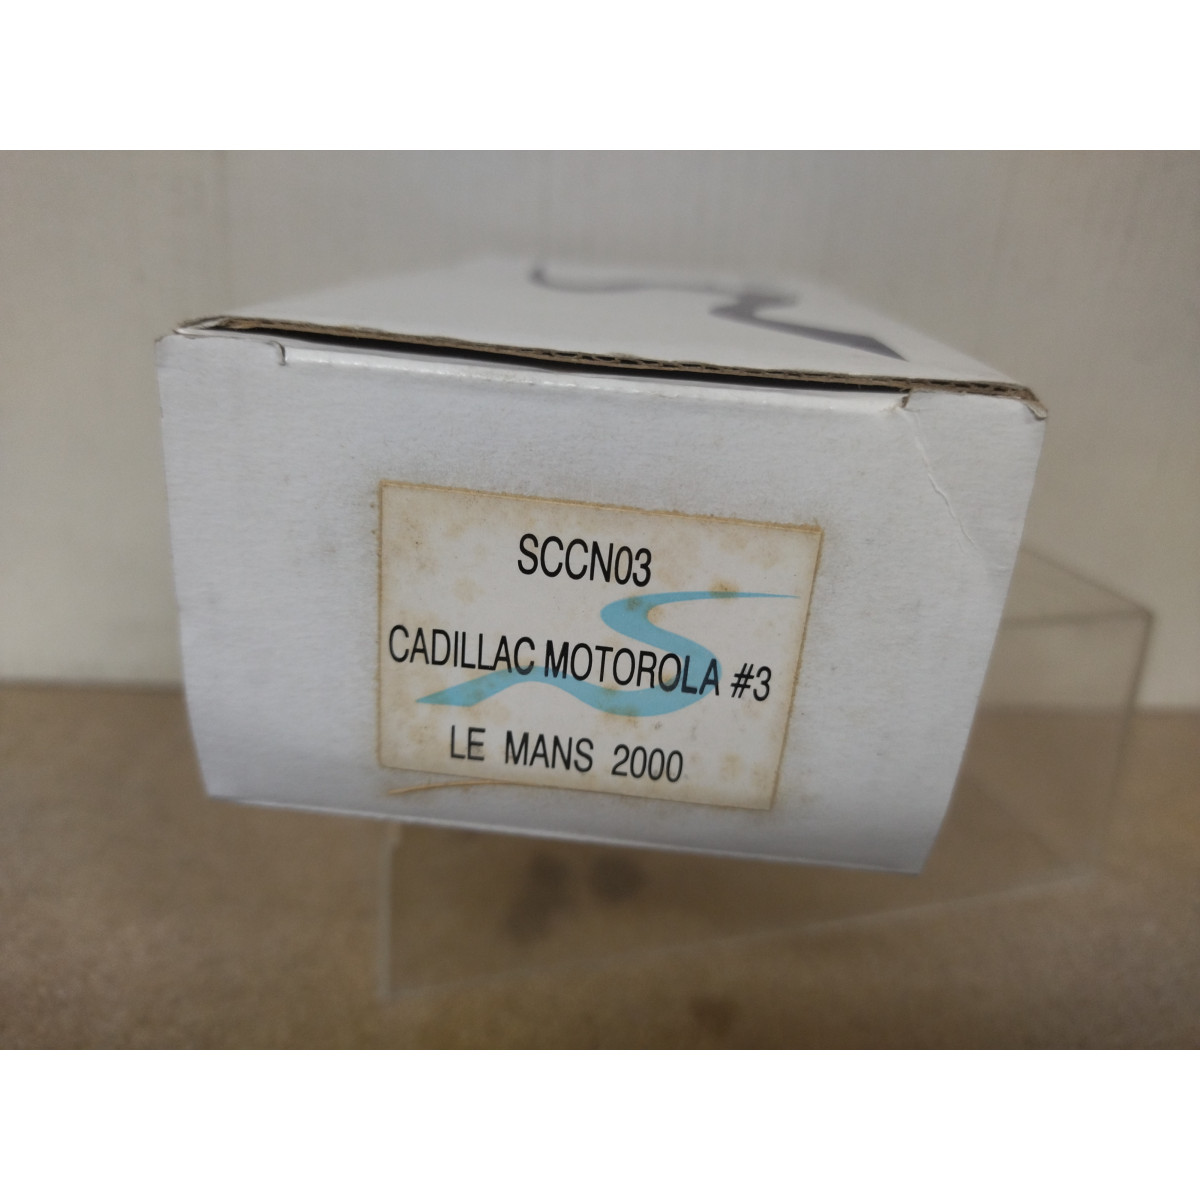 SCCN03
CADILLAC MOTOROLA #3
LE MANS 2000